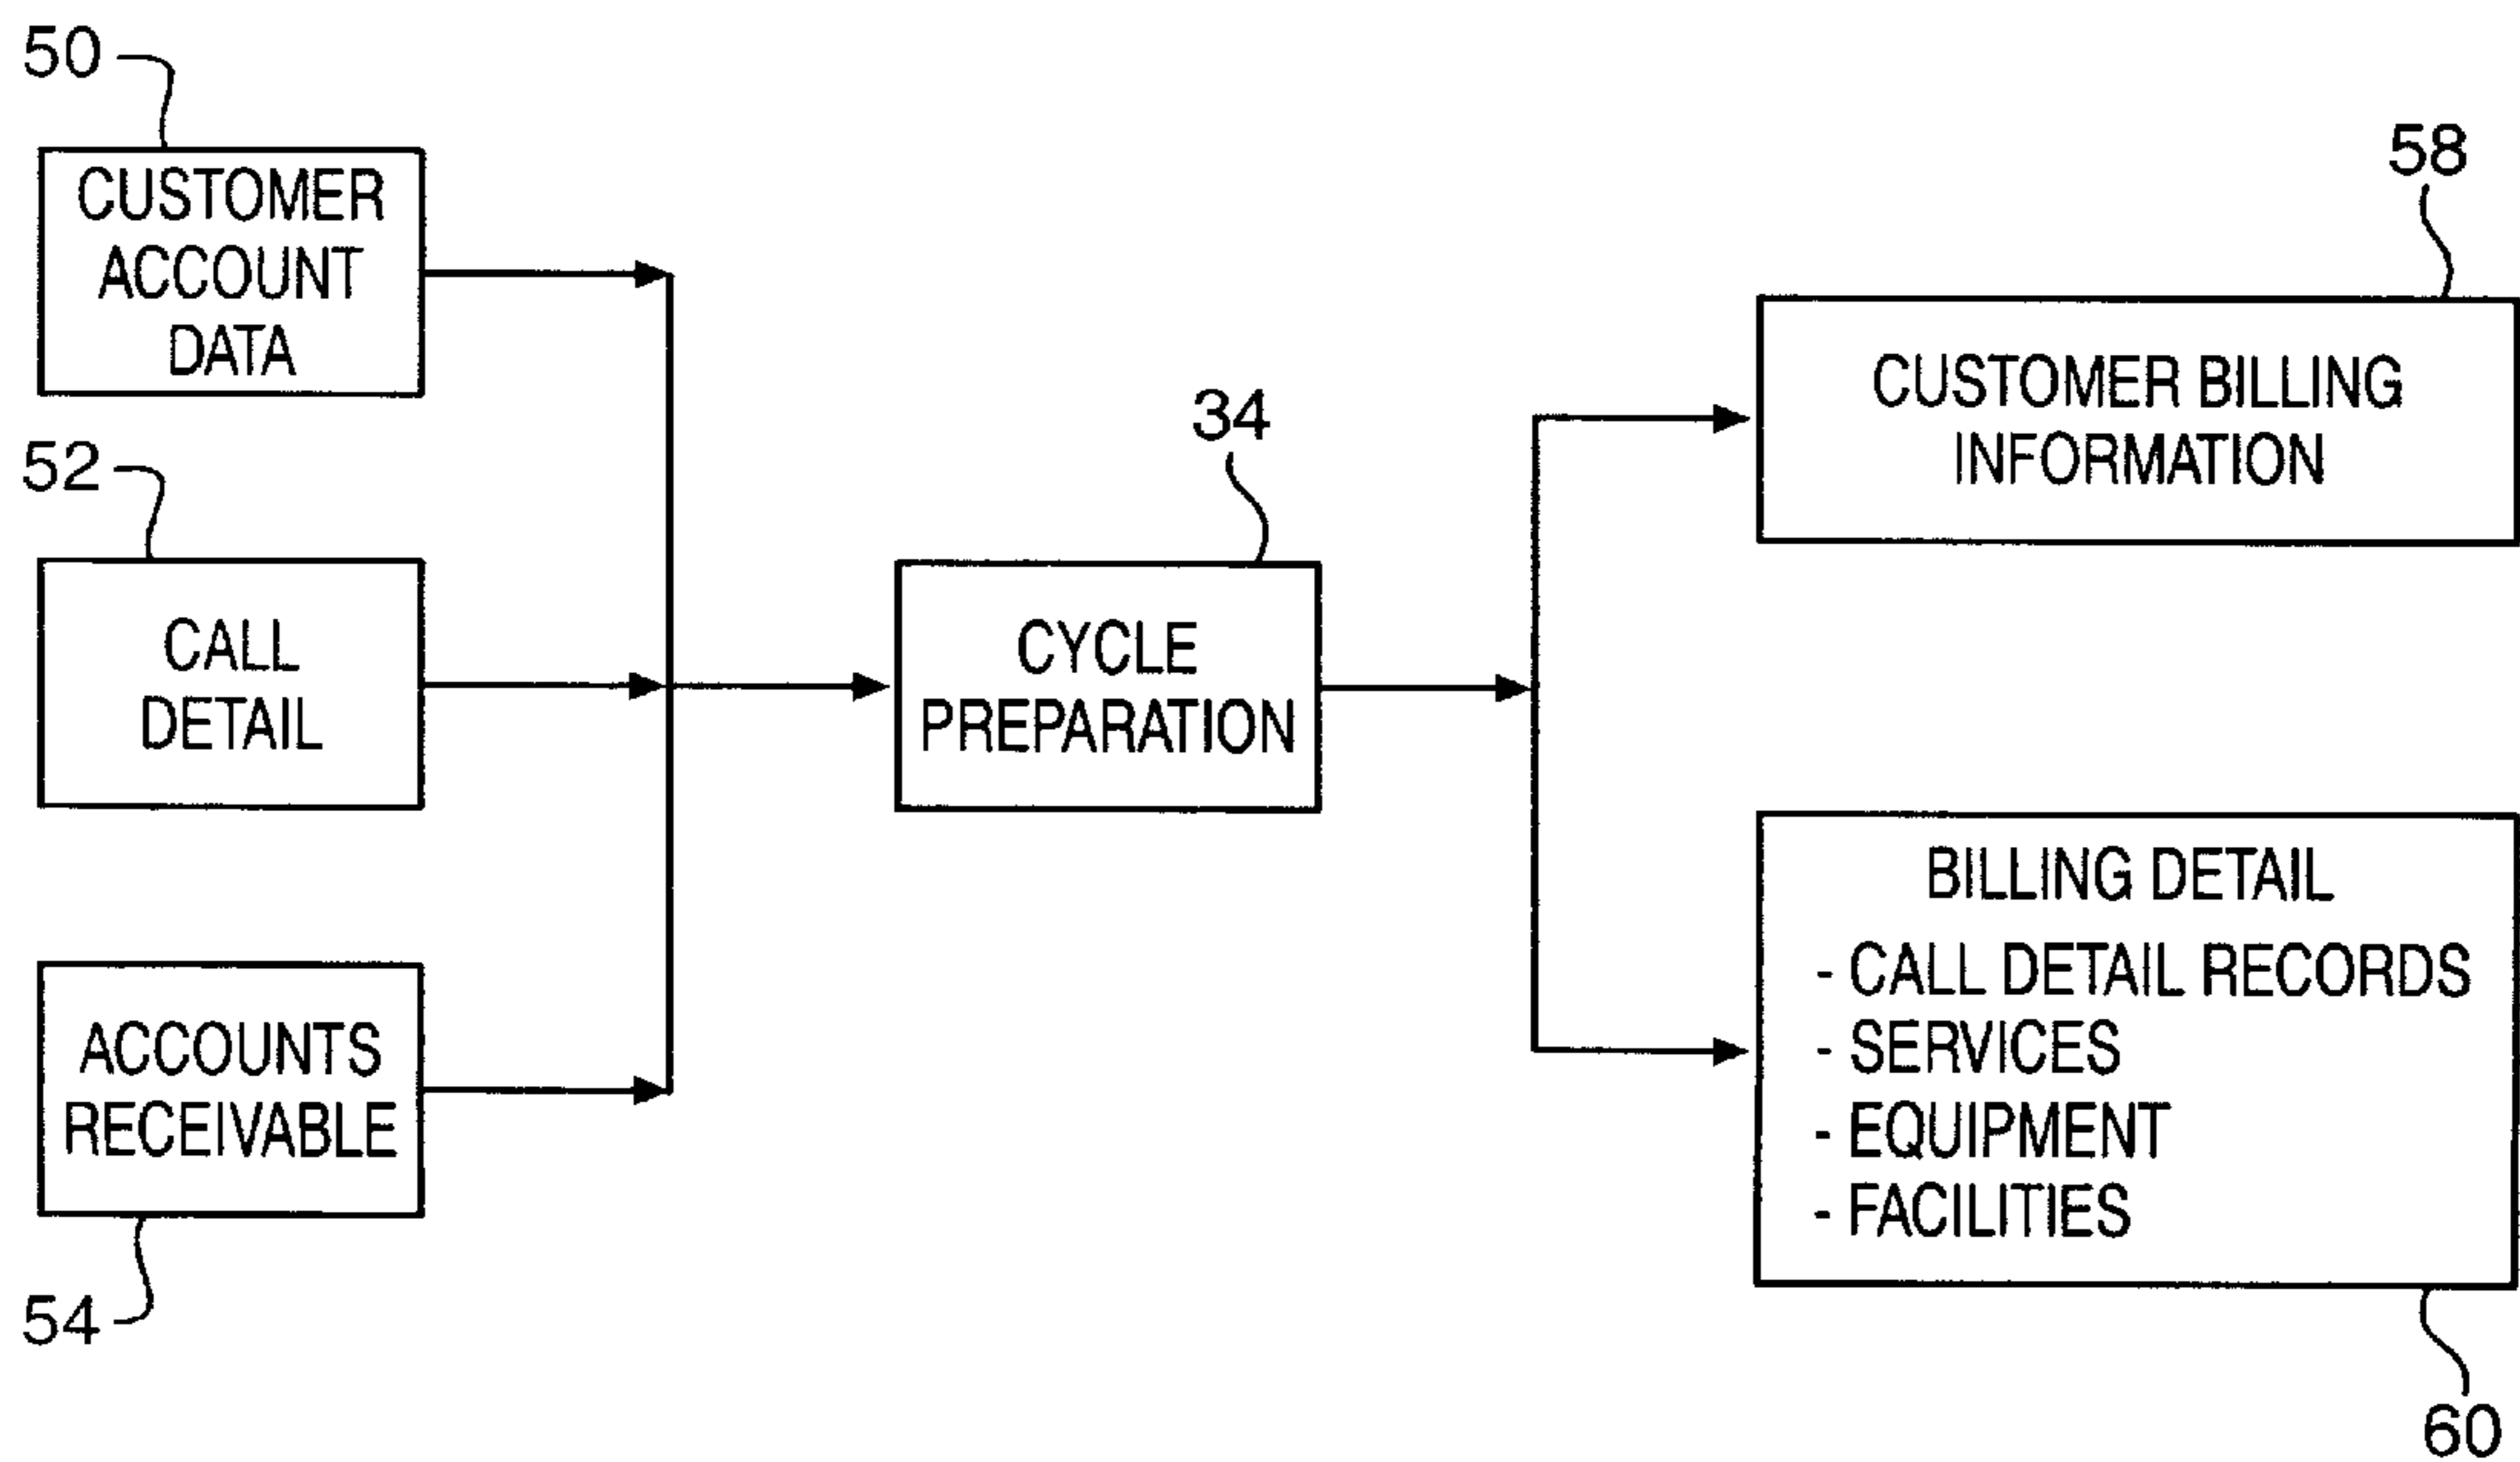 50
CUSTOMER
ACCOUNT
DATA
52
CALL
DETAIL
ACCOUNTS
RECEIVABLE
54
34
CYCLE
PREPARATION
58
CUSTOMER BILLING
INFORMATION
BILLING DETAIL
- CALL DETAIL RECORDS
- SERVICES
- EQUIPMENT
- FACILITIES
60